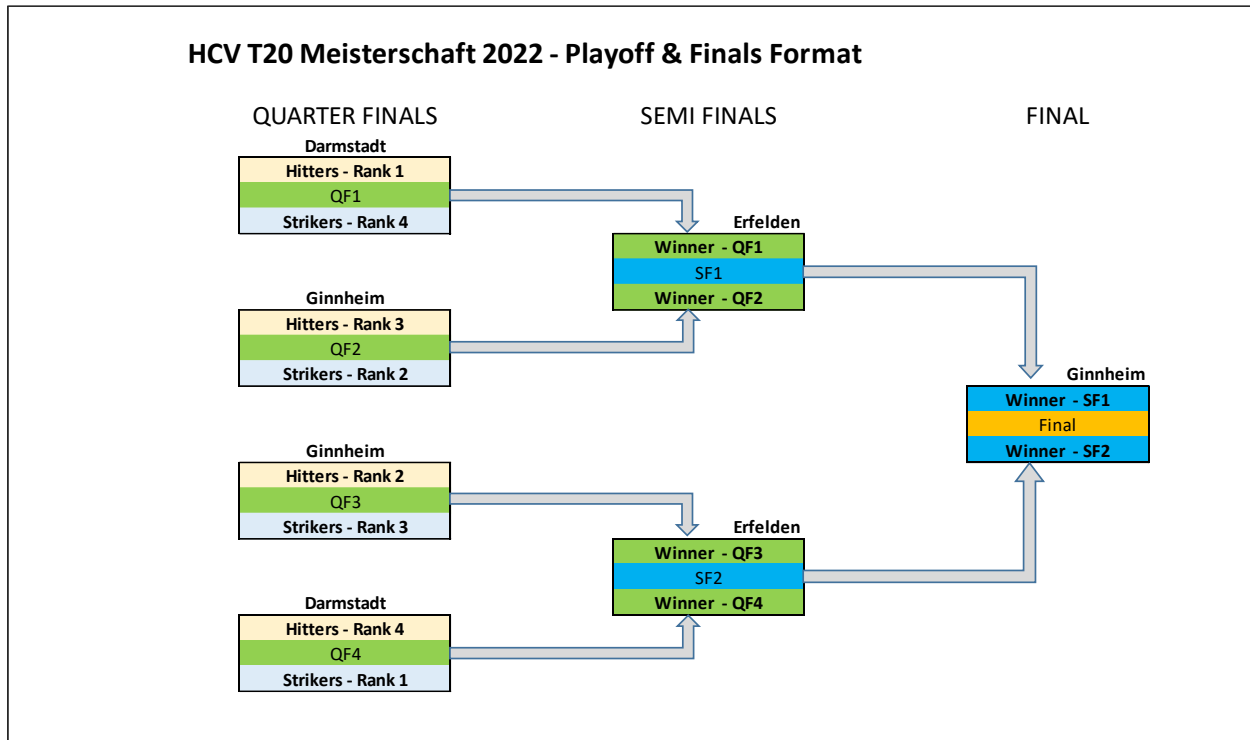 HCV T20 Meisterschaft 2022 - Playoff & Finals Format
QUARTER FINALS
SEMI FINALS
FINAL
Darmstadt
Hitters - Rank 1
QF1
Strikers - Rank 4
Erfelden
Winner - QF1
SF1
Winner - QF2
Ginnheim
Hitters - Rank 3
QF2
Strikers - Rank 2
Ginnheim
Winner - SF1
Final
Winner - SF2
Ginnheim
Hitters - Rank 2
QF3
Strikers - Rank 3
Erfelden
Winner - QF3
SF2
Winner - QF4
Darmstadt
Hitters - Rank 4
QF4
Strikers - Rank 1